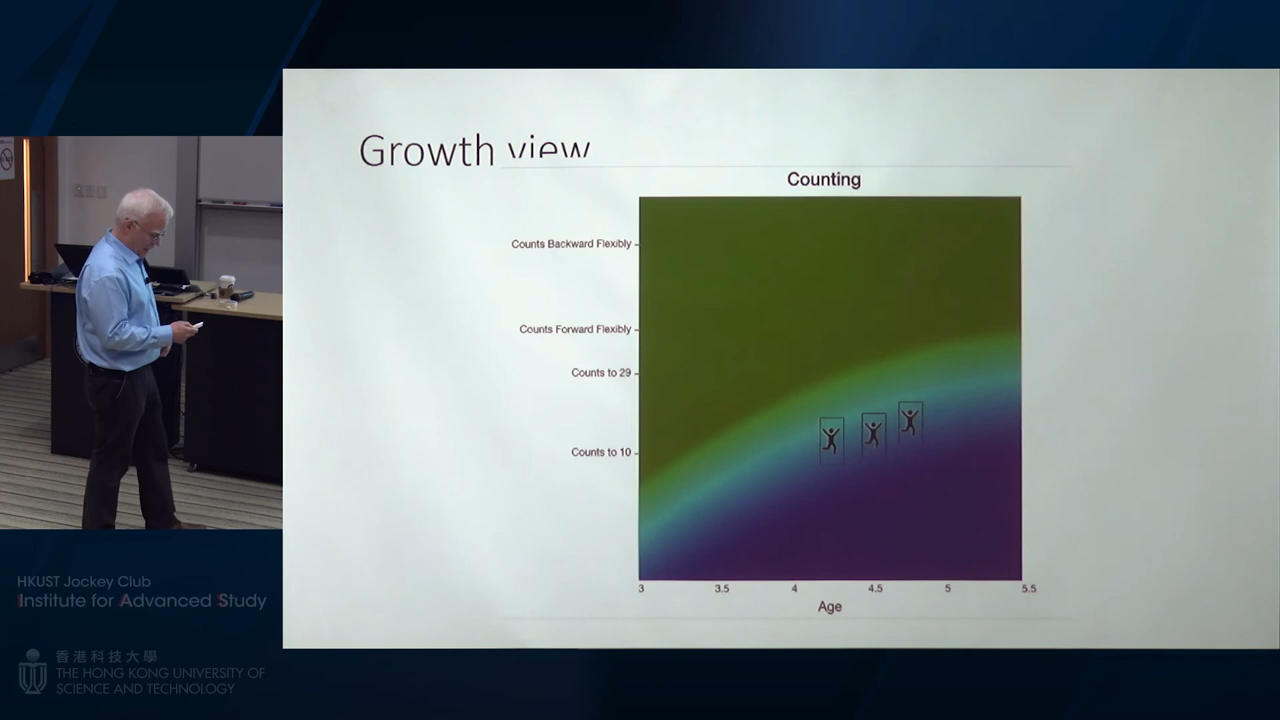 Growth view
Counting
Counts Backward Flexibly
Counts Forward Flexibly
Counts to 29
Counts to 10
3
3.5
4
4.5
5
5.5
Age
HKUST Jockey Club
Institute for Advanced Study
香港科技大學
THE HONG KONG UNIVERSITY OF
SCIENCE AND TECHNOLOGY